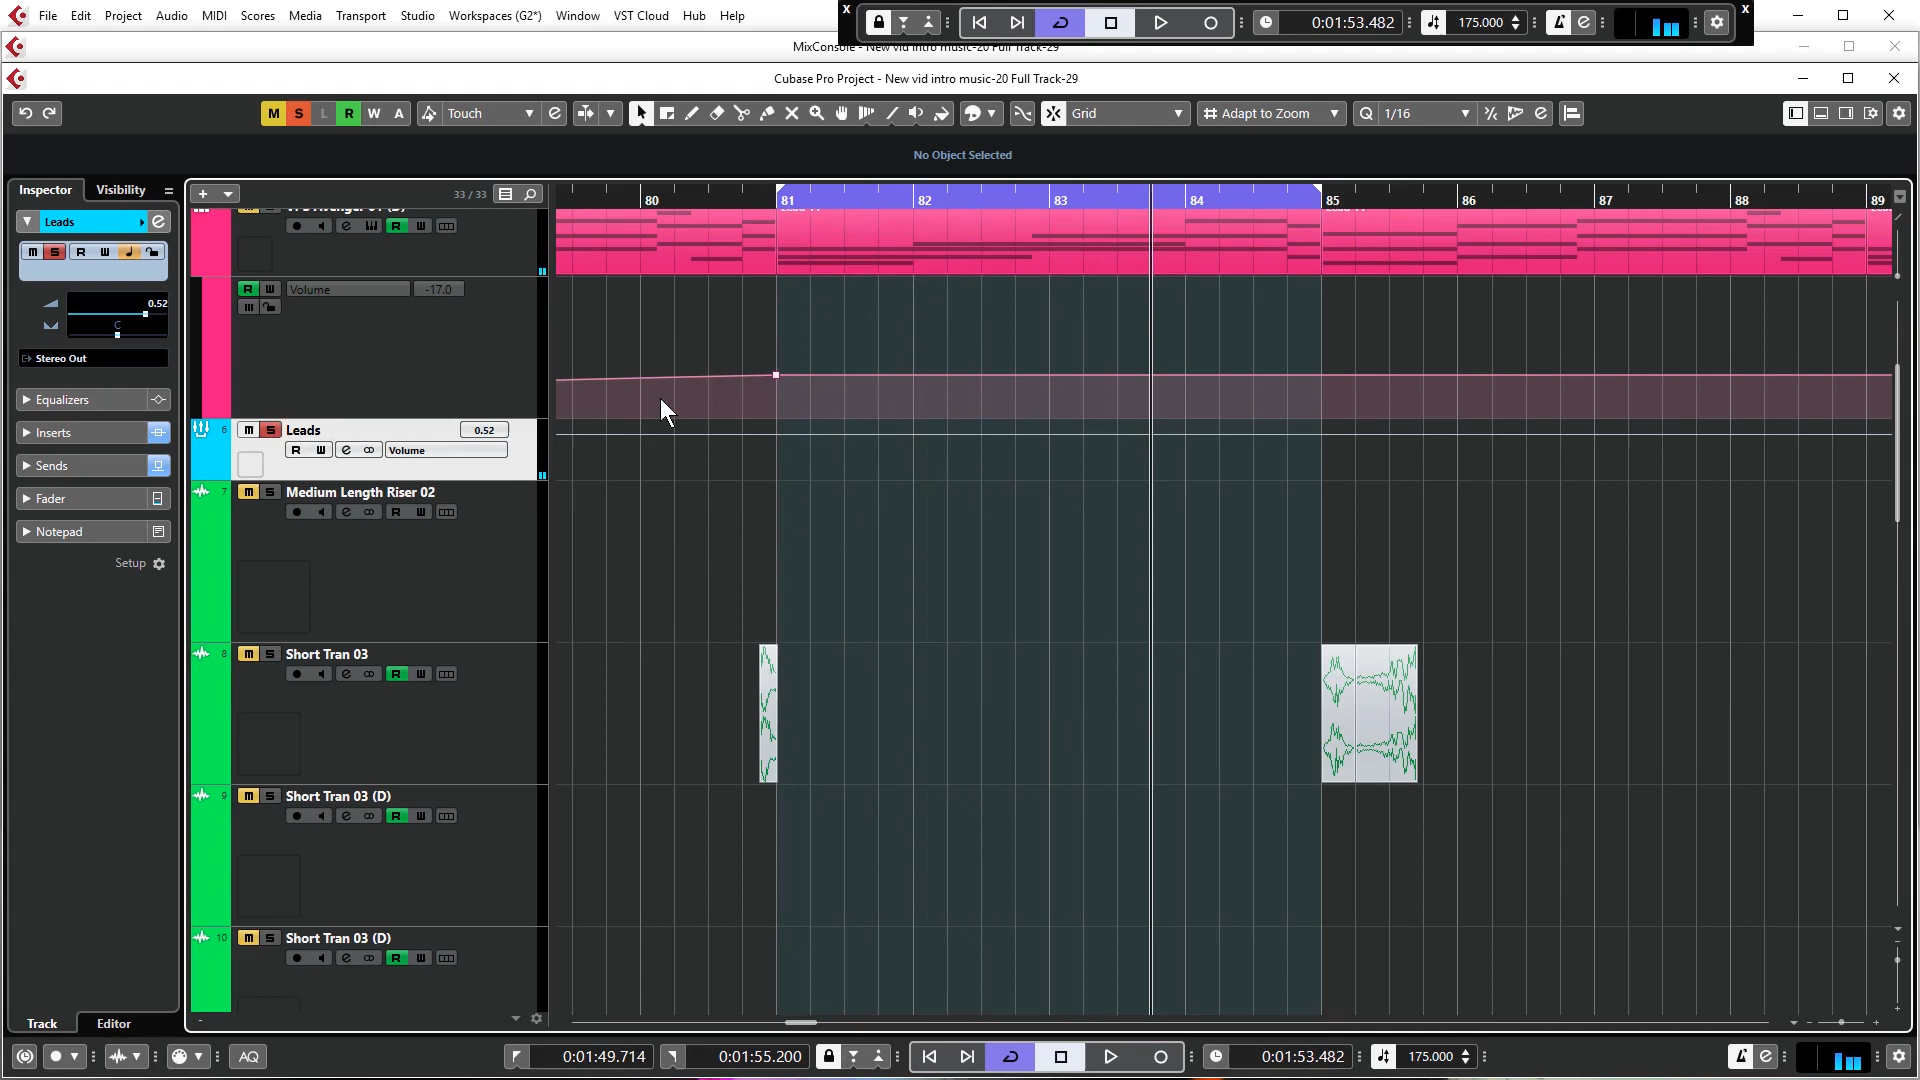 File Edit Project Audio MIDI Scores Media Transport Studio Workspaces (G2*) Window VST Cloud Hub Help
X 0:01:53.482 175.000 X
MixConsole - New vid intro music-20 Full Track-29
Cubase Pro Project - New vid intro music-20 Full Track-29
M S L R W A Touch Grid Adapt to Zoom Q 1/16
No Object Selected
Inspector Visibility 33 / 33
80 81 82 83 84 85 86 87 88 89
Leads
M S R W
R W
R W Volume -17.0
0.52
C
Stereo Out
Equalizers
Inserts
Sends
Fader
Notepad
Setup
6 M S Leads 0.52
R W Volume
7 M S Medium Length Riser 02
R W
8 M S Short Tran 03
R W
9 M S Short Tran 03 (D)
R W
10 M S Short Tran 03 (D)
R W
Track Editor
AQ 0:01:49.714 0:01:55.200 0:01:53.482 175.000